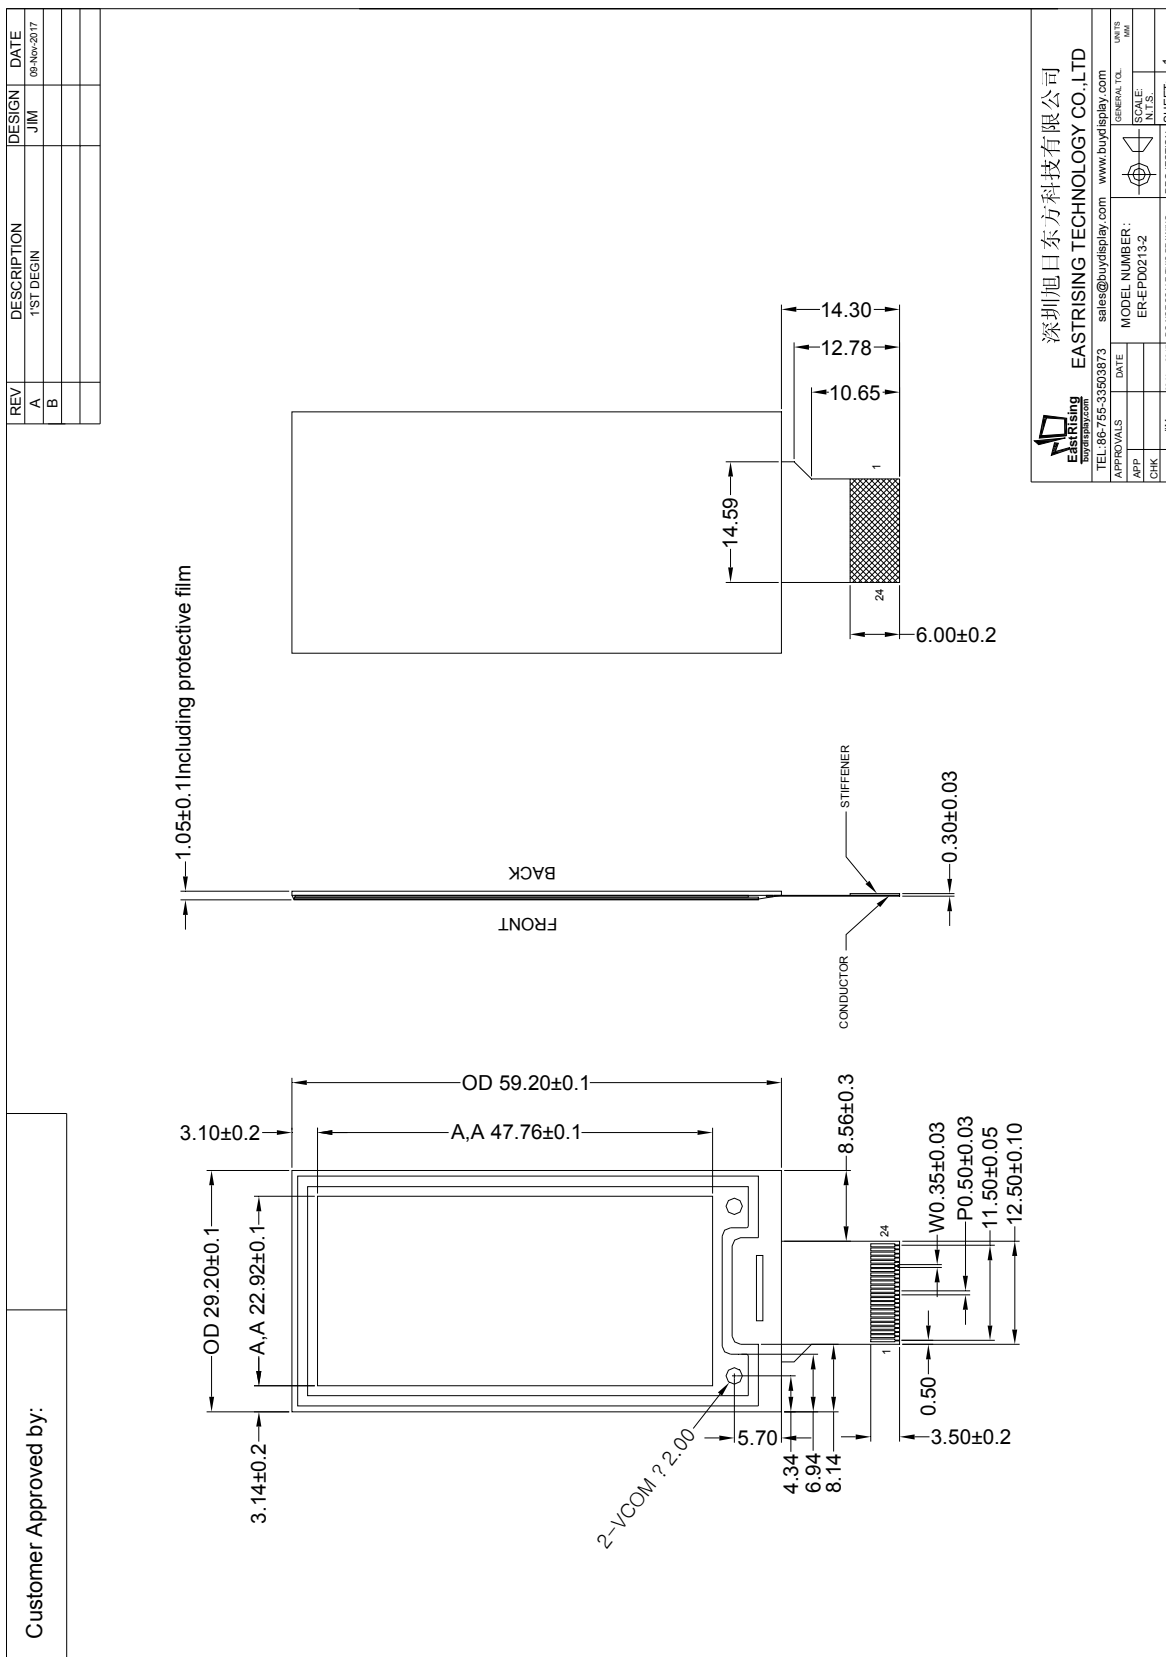 Customer Approved by:
REV DESCRIPTION DESIGN DATE
A 1'ST DEGIN JIM 09-Nov-2017
B
3.14±0.2
OD 29.20±0.1
A,A 22.92±0.1
3.10±0.2
OD 59.20±0.1
A,A 47.76±0.1
2-VCOM ? 2.00
5.70
4.34
6.94
8.14
8.56±0.3
1
24
0.50
3.50±0.2
W0.35±0.03
P0.50±0.03
11.50±0.05
12.50±0.10
1.05±0.1Including protective film
FRONT
BACK
CONDUCTOR
STIFFENER
0.30±0.03
14.59
14.30
12.78
10.65
24
1
6.00±0.2
EastRising
buydisplay.com
深圳旭日东方科技有限公司
EASTRISING TECHNOLOGY CO.,LTD
TEL:86-755-33503873 sales@buydisplay.com www.buydisplay.com
APPROVALS DATE
APP
CHK
MODEL NUMBER :
ER-EPD0213-2
GENERAL TOL. UNITS
MM
SCALE:
N.T.S.